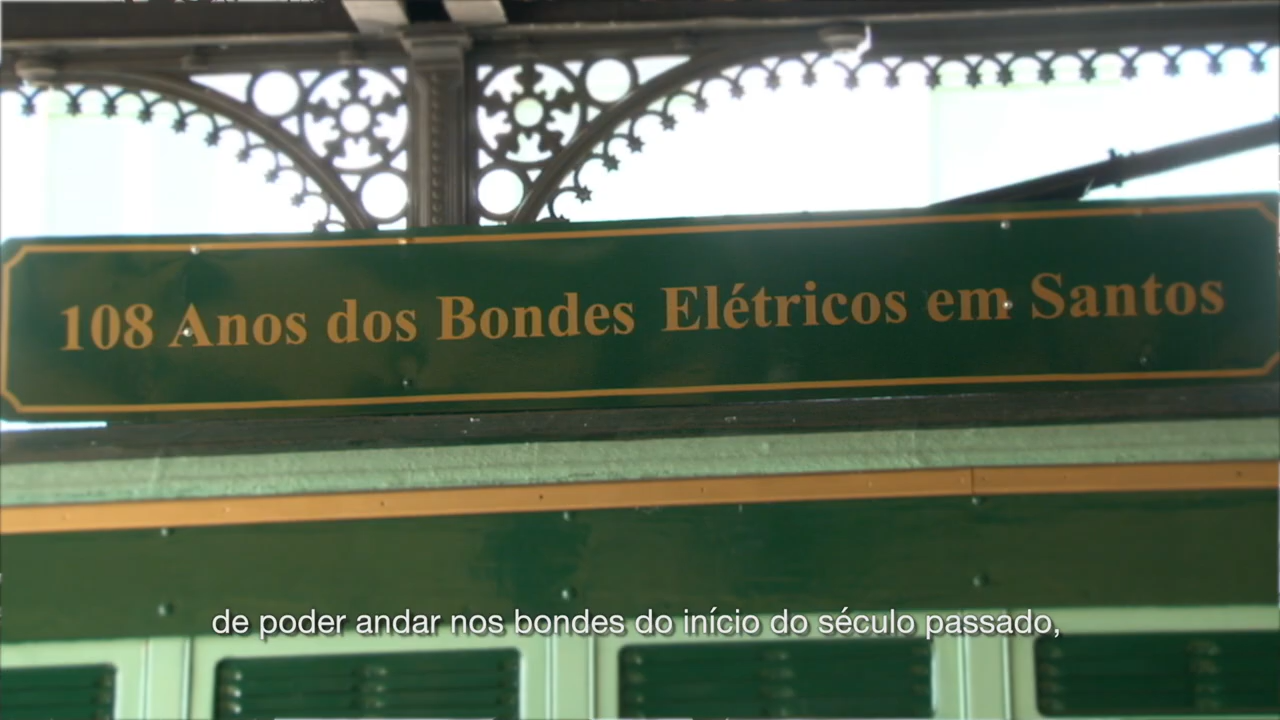 108 Anos dos Bondes Elétricos em Santos
de poder andar nos bondes do início do século passado,